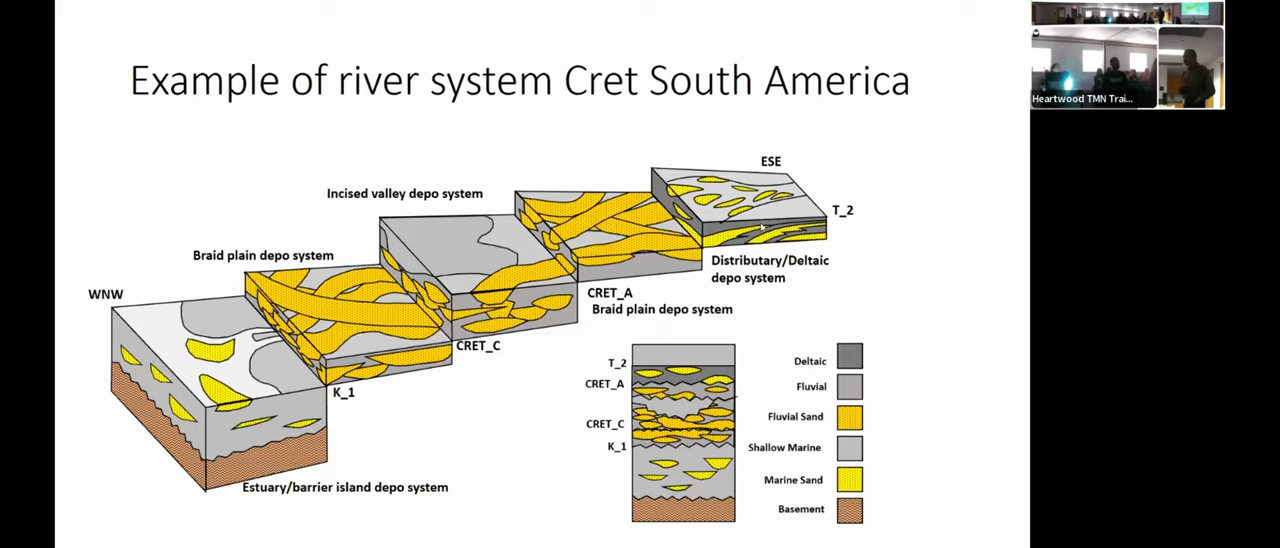 Example of river system Cret South America
ESE
Incised valley depo system
T_2
Braid plain depo system
Distributary/Deltaic
depo system
WNW
CRET_A
Braid plain depo system
CRET_C
K_1
Estuary/barrier island depo system
T_2
CRET_A
CRET_C
K_1
Deltaic
Fluvial
Fluvial Sand
Shallow Marine
Marine Sand
Basement
Heartwood TMN Trai...